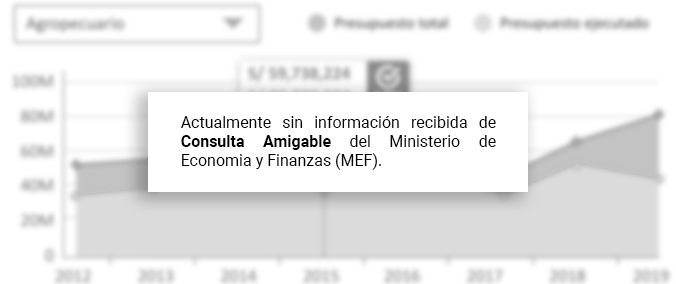 Agropecuario
Presupuesto total
Presupuesto ejecutado
S/ 59,738,224
100M
80M
60M
40M
20M
0
Actualmente sin información recibida de
Consulta Amigable del Ministerio de
Economia y Finanzas (MEF).
2012
2013
2014
2015
2016
2017
2018
2019